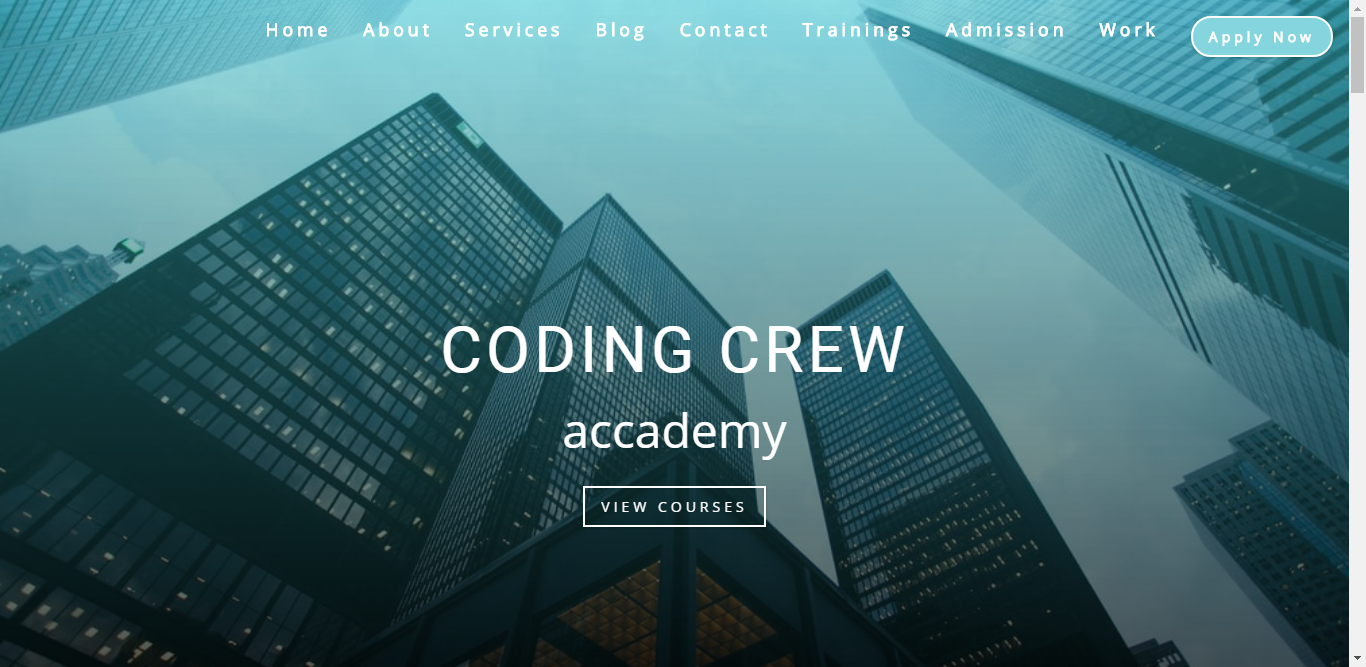 Home About Services Blog Contact Trainings Admission Work Apply Now
CODING CREW
accademy
VIEW COURSES